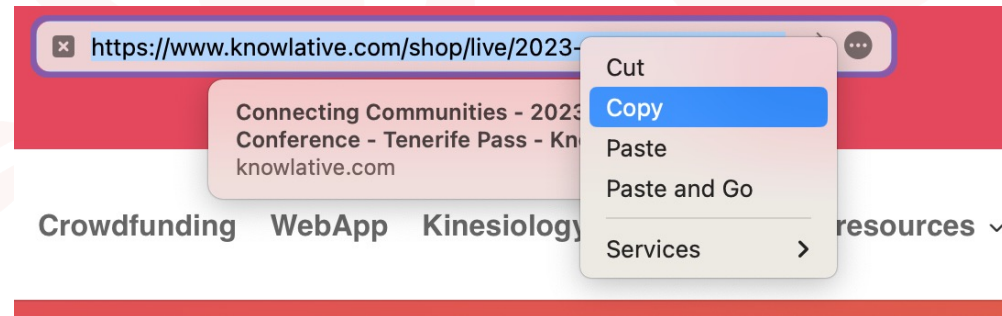 https://www.knowlative.com/shop/live/2023-
Cut
Connecting Communities - 2023
Copy
Conference - Tenerife Pass - Kn
Paste
knowlative.com
Paste and Go
Crowdfunding WebApp Kinesiology resources
Services